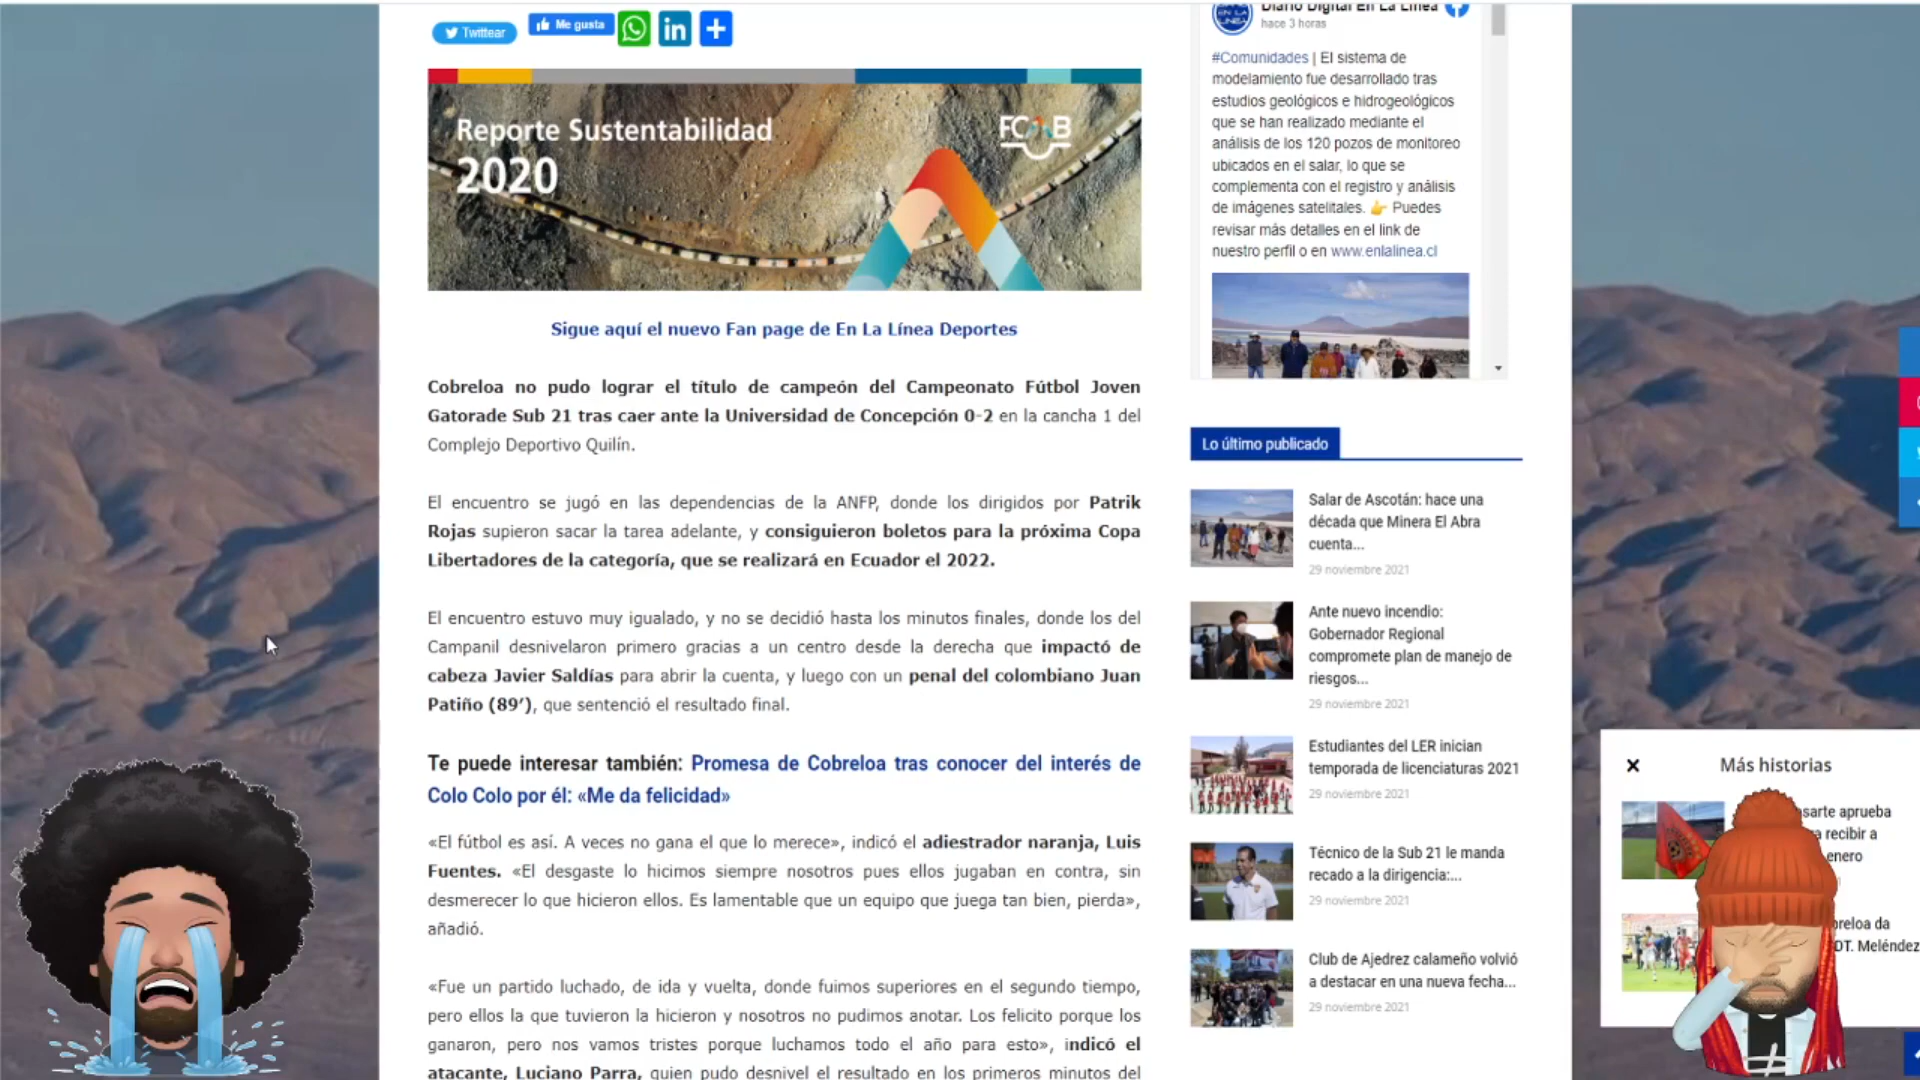 Twittear
Me gusta
Reporte Sustentabilidad
2020
FCAB
Sigue aquí el nuevo Fan page de En La Línea Deportes
Cobreloa no pudo lograr el título de campeón del Campeonato Fútbol Joven
Gatorade Sub 21 tras caer ante la Universidad de Concepción 0-2 en la cancha 1 del
Complejo Deportivo Quilín.
El encuentro se jugó en las dependencias de la ANFP, donde los dirigidos por Patrik
Rojas supieron sacar la tarea adelante, y consiguieron boletos para la próxima Copa
Libertadores de la categoría, que se realizará en Ecuador el 2022.
El encuentro estuvo muy igualado, y no se decidió hasta los minutos finales, donde los del
Campanil desnivelaron primero gracias a un centro desde la derecha que impactó de
cabeza Javier Saldías para abrir la cuenta, y luego con un penal del colombiano Juan
Patiño (89’), que sentenció el resultado final.
Te puede interesar también: Promesa de Cobreloa tras conocer del interés de
Colo Colo por él: «Me da felicidad»
«El fútbol es así. A veces no gana el que lo merece», indicó el adiestrador naranja, Luis
Fuentes. «El desgaste lo hicimos siempre nosotros pues ellos jugaban en contra, sin
desmerecer lo que hicieron ellos. Es lamentable que un equipo que juega tan bien, pierda»,
añadió.
«Fue un partido luchado, de ida y vuelta, donde fuimos superiores en el segundo tiempo,
pero ellos la que tuvieron la hicieron y nosotros no pudimos anotar. Los felicito porque los
ganaron, pero nos vamos tristes porque luchamos todo el año para esto», indicó el
atacante, Luciano Parra, quien pudo desnivel el resultado en los primeros minutos del
EN LA
LINEA
Diario Digital En La Línea
hace 3 horas
#Comunidades | El sistema de
modelamiento fue desarrollado tras
estudios geológicos e hidrogeológicos
que se han realizado mediante el
análisis de los 120 pozos de monitoreo
ubicados en el salar, lo que se
complementa con el registro y análisis
de imágenes satelitales. 👉 Puedes
revisar más detalles en el link de
nuestro perfil o en www.enlalinea.cl
Lo último publicado
Salar de Ascotán: hace una
década que Minera El Abra
cuenta...
29 noviembre 2021
Ante nuevo incendio:
Gobernador Regional
compromete plan de manejo de
riesgos...
29 noviembre 2021
Estudiantes del LER inician
temporada de licenciaturas 2021
29 noviembre 2021
Técnico de la Sub 21 le manda
recado a la dirigencia:...
29 noviembre 2021
Club de Ajedrez calameño volvió
a destacar en una nueva fecha...
29 noviembre 2021
Más historias
sarte aprueba
a recibir a
enero
breloa da
DT. Meléndez